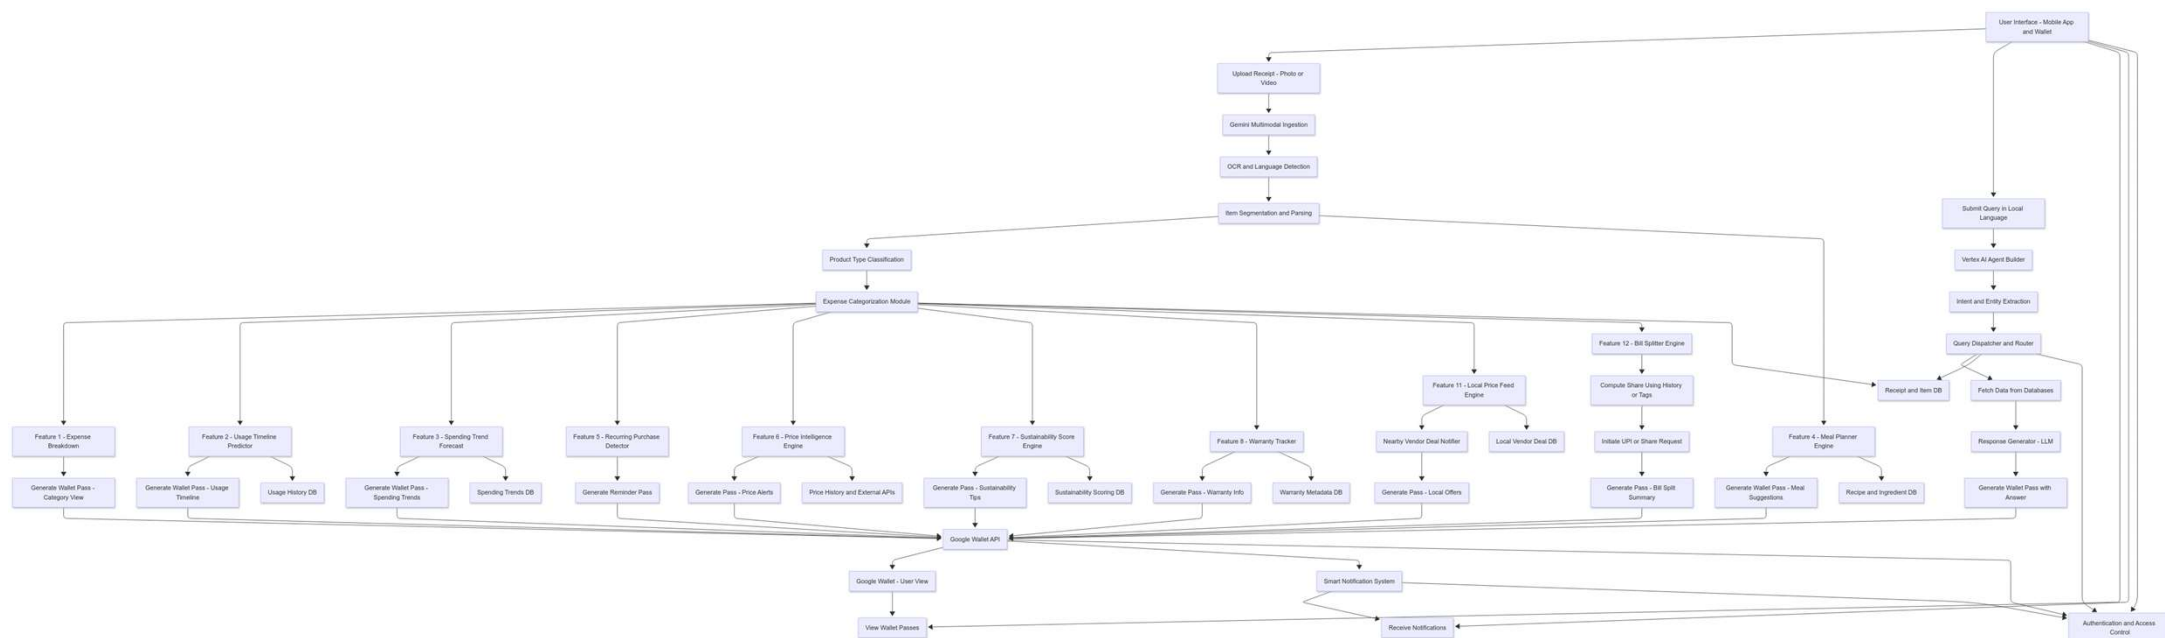 User Interface - Mobile App
and Wallet
Upload Receipt - Photo or
Video
Gemini Multimodal Ingestion
OCR and Language Detection
Item Segmentation and Parsing
Submit Query in Local
Language
Product Type Classification
Vertex AI Agent Builder
Expense Categorization Module
Intent and Entity Extraction
Feature 12 - Bill Splitter Engine
Query Dispatcher and Router
Feature 11 - Local Price Feed
Engine
Compute Share Using History
or Tags
Receipt and Item DB
Fetch Data from Databases
Feature 1 - Expense
Breakdown
Feature 2 - Usage Timeline
Predictor
Feature 3 - Spending Trend
Forecast
Feature 5 - Recurring Purchase
Detector
Feature 6 - Price Intelligence
Engine
Feature 7 - Sustainability Score
Engine
Feature 8 - Warranty Tracker
Nearby Vendor Deal Notifier
Local Vendor Deal DB
Initiate UPI or Share Request
Feature 4 - Meal Planner
Engine
Response Generator - LLM
Generate Wallet Pass -
Category View
Generate Wallet Pass - Usage
Timeline
Usage History DB
Generate Wallet Pass -
Spending Trends
Spending Trends DB
Generate Reminder Pass
Generate Pass - Price Alerts
Price History and External APIs
Generate Pass - Sustainability
Tips
Sustainability Scoring DB
Generate Pass - Warranty Info
Warranty Metadata DB
Generate Pass - Local Offers
Generate Pass - Bill Split
Summary
Generate Wallet Pass - Meal
Suggestions
Recipe and Ingredient DB
Generate Wallet Pass with
Answer
Google Wallet API
Google Wallet - User View
Smart Notification System
View Wallet Passes
Receive Notifications
Authentication and Access
Control